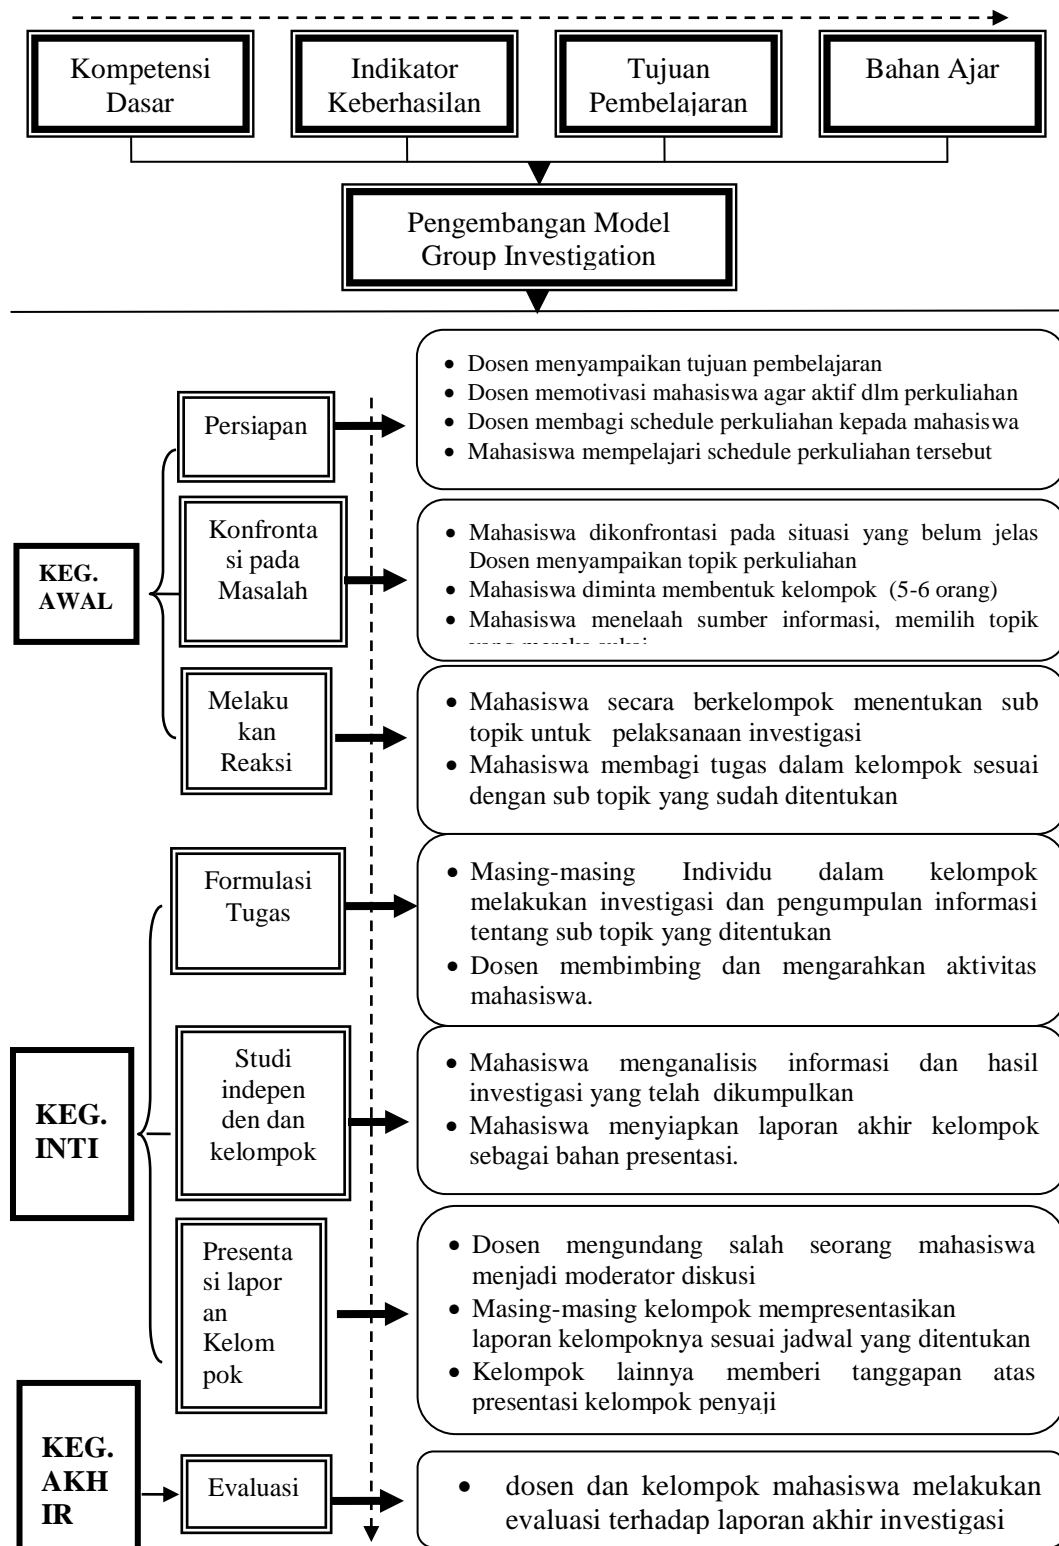 Kompetensi
Dasar
Indikator
Keberhasilan
Tujuan
Pembelajaran
Bahan Ajar
Pengembangan Model
Group Investigation
KEG.
AWAL
Persiapan
• Dosen menyampaikan tujuan pembelajaran
• Dosen memotivasi mahasiswa agar aktif dlm perkuliahan
• Dosen membagi schedule perkuliahan kepada mahasiswa
• Mahasiswa mempelajari schedule perkuliahan tersebut
Konfronta
si pada
Masalah
• Mahasiswa dikonfrontasi pada situasi yang belum jelas
Dosen menyampaikan topik perkuliahan
• Mahasiswa diminta membentuk kelompok (5-6 orang)
• Mahasiswa menelaah sumber informasi, memilih topik
Melaku
kan
Reaksi
• Mahasiswa secara berkelompok menentukan sub
topik untuk pelaksanaan investigasi
• Mahasiswa membagi tugas dalam kelompok sesuai
dengan sub topik yang sudah ditentukan
KEG.
INTI
Formulasi
Tugas
• Masing-masing Individu dalam kelompok
melakukan investigasi dan pengumpulan informasi
tentang sub topik yang ditentukan
• Dosen membimbing dan mengarahkan aktivitas
mahasiswa.
Studi
indepen
den dan
kelompok
• Mahasiswa menganalisis informasi dan hasil
investigasi yang telah dikumpulkan
• Mahasiswa menyiapkan laporan akhir kelompok
sebagai bahan presentasi.
Presenta
si lapor
an
Kelom
pok
• Dosen mengundang salah seorang mahasiswa
menjadi moderator diskusi
• Masing-masing kelompok mempresentasikan
laporan kelompoknya sesuai jadwal yang ditentukan
• Kelompok lainnya memberi tanggapan atas
presentasi kelompok penyaji
KEG.
AKH
IR
Evaluasi
• dosen dan kelompok mahasiswa melakukan
evaluasi terhadap laporan akhir investigasi